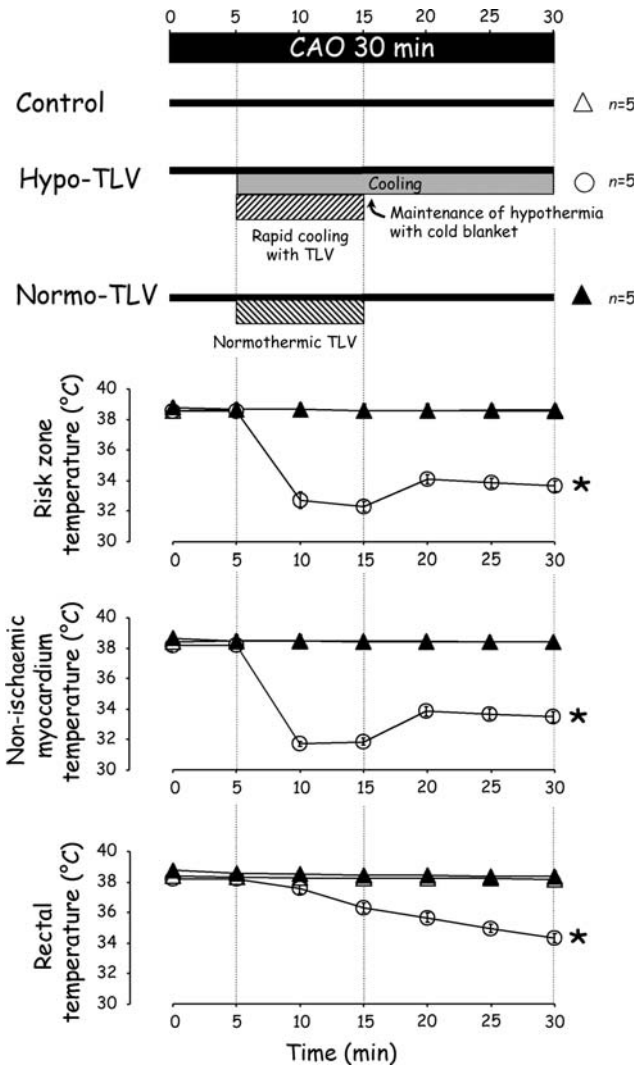 0 5 10 15 20 25 30
CAO 30 min
Control
n=5
Hypo-TLV
Cooling
n=5
Rapid cooling
with TLV
Maintenance of hypothermia
with cold blanket
Normo-TLV
n=5
Normothermic TLV
Risk zone
temperature (°C)
40
38
36
34
32
30
0 5 10 15 20 25 30
Non-ischaemic
myocardium
temperature (°C)
40
38
36
34
32
30
0 5 10 15 20 25 30
Rectal
temperature (°C)
40
38
36
34
32
30
0 5 10 15 20 25 30
Time (min)